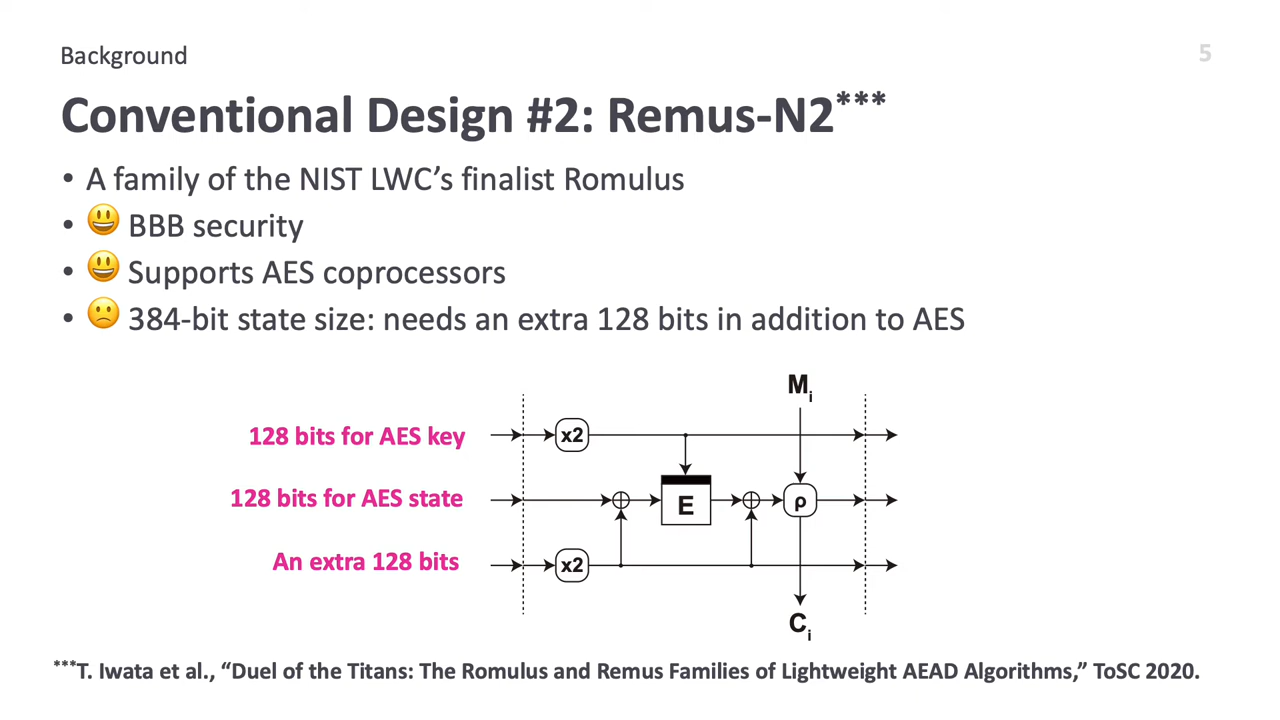 Background
5
Conventional Design #2: Remus-N2***
• A family of the NIST LWC’s finalist Romulus
• 😃 BBB security
• 😃 Supports AES coprocessors
• 🙁 384-bit state size: needs an extra 128 bits in addition to AES
Mi
128 bits for AES key
x2
128 bits for AES state
E
ρ
An extra 128 bits
x2
Ci
***T. Iwata et al., “Duel of the Titans: The Romulus and Remus Families of Lightweight AEAD Algorithms,” ToSC 2020.